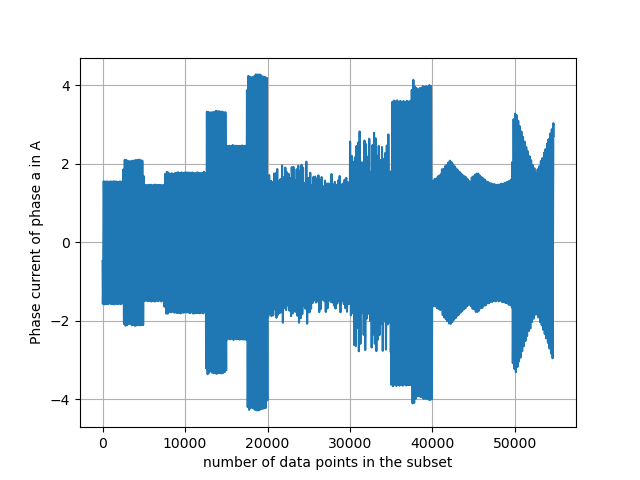 4
2
0
−2
−4
0 10000 20000 30000 40000 50000
Phase current of phase a in A
number of data points in the subset